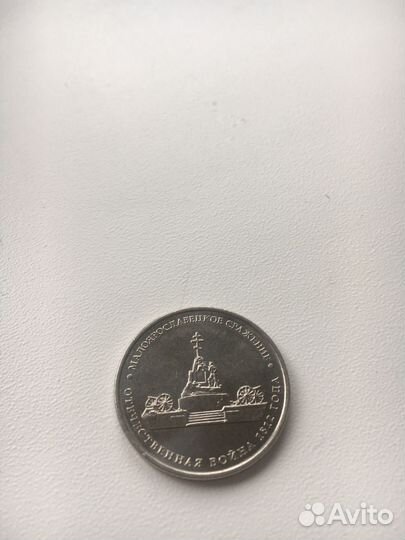 МАЛОЯРОСЛАВЕЦКОЕ СРАЖЕНИЕ
ОТЕЧЕСТВЕННАЯ ВОЙНА 1812 ГОДА
Avito